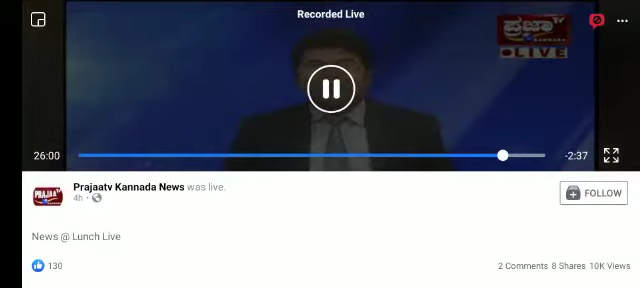 Recorded Live
ಪ್ರಜಾ TV
LIVE
26:00
-2:37
Prajaatv Kannada News was live.
4h
FOLLOW
News @ Lunch Live
130
2 Comments 8 Shares 10K Views